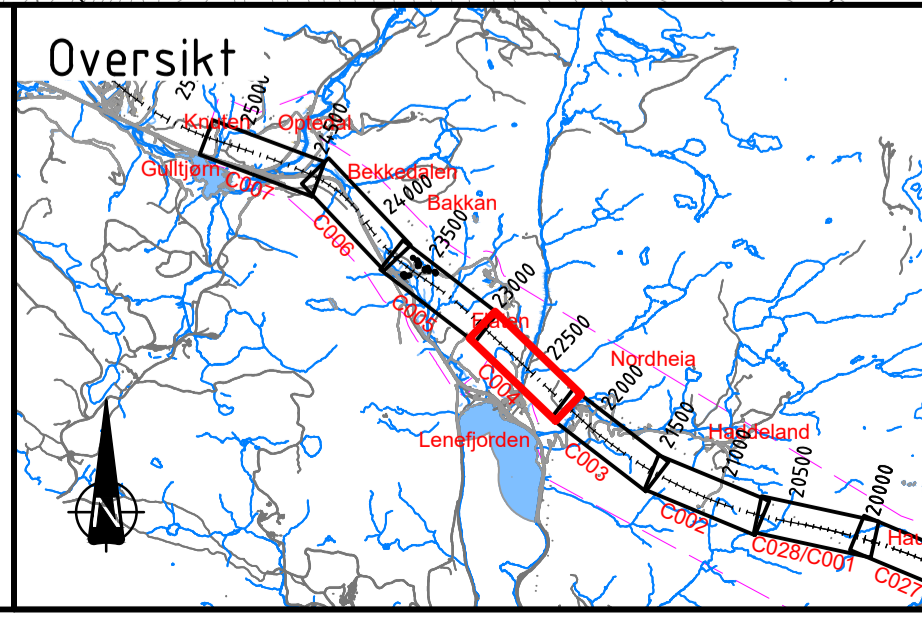 Oversikt
25000
Knuten
Optedal
24500
Gulltjørn
C007
Bekkedalen
24000
Bakkan
C006
23500
23000
C005
Flaten
22500
Nordheia
C004
22000
Lenefjorden
21500
Haddeland
21000
C003
20500
20000
C002
C028/C001
C027
N